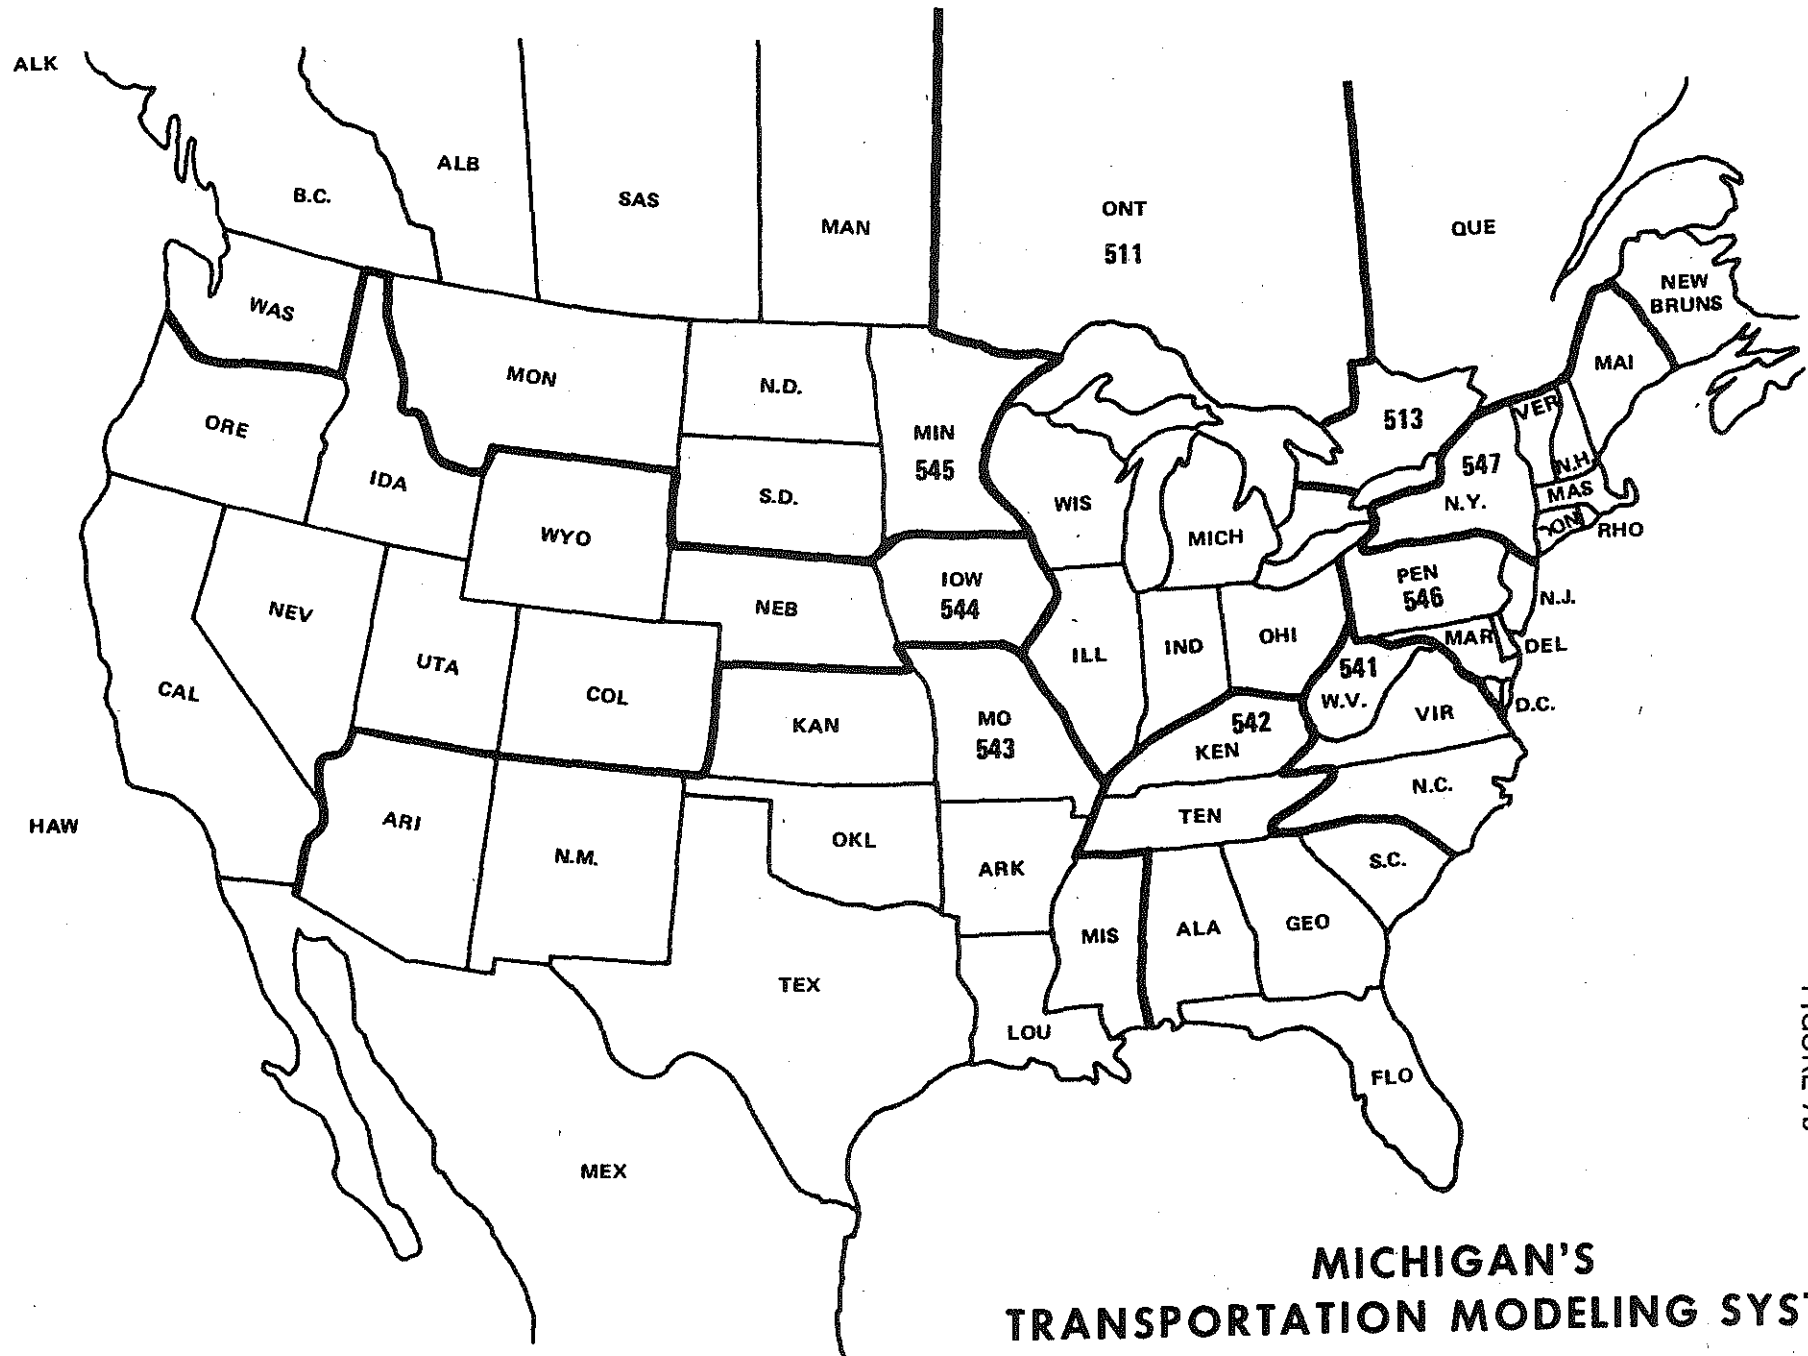 ALK
B.C.
ALB
SAS
MAN
ONT
511
QUE
NEW
BRUNS
WAS
MON
N.D.
MIN
545
513
VER
MAI
ORE
IDA
S.D.
WIS
547
N.H.
N.Y.
MAS
WYO
MICH
RHO
IOW
544
PEN
546
N.J.
NEV
NEB
ILL
IND
OHI
MAR
DEL
UTA
CAL
COL
KAN
MO
543
541
W.V.
VIR
D.C.
542
KEN
HAW
ARI
N.M.
OKL
ARK
TEN
N.C.
S.C.
TEX
MIS
ALA
GEO
LOU
FLO
MEX
MICHIGAN'S
TRANSPORTATION MODELING SYST